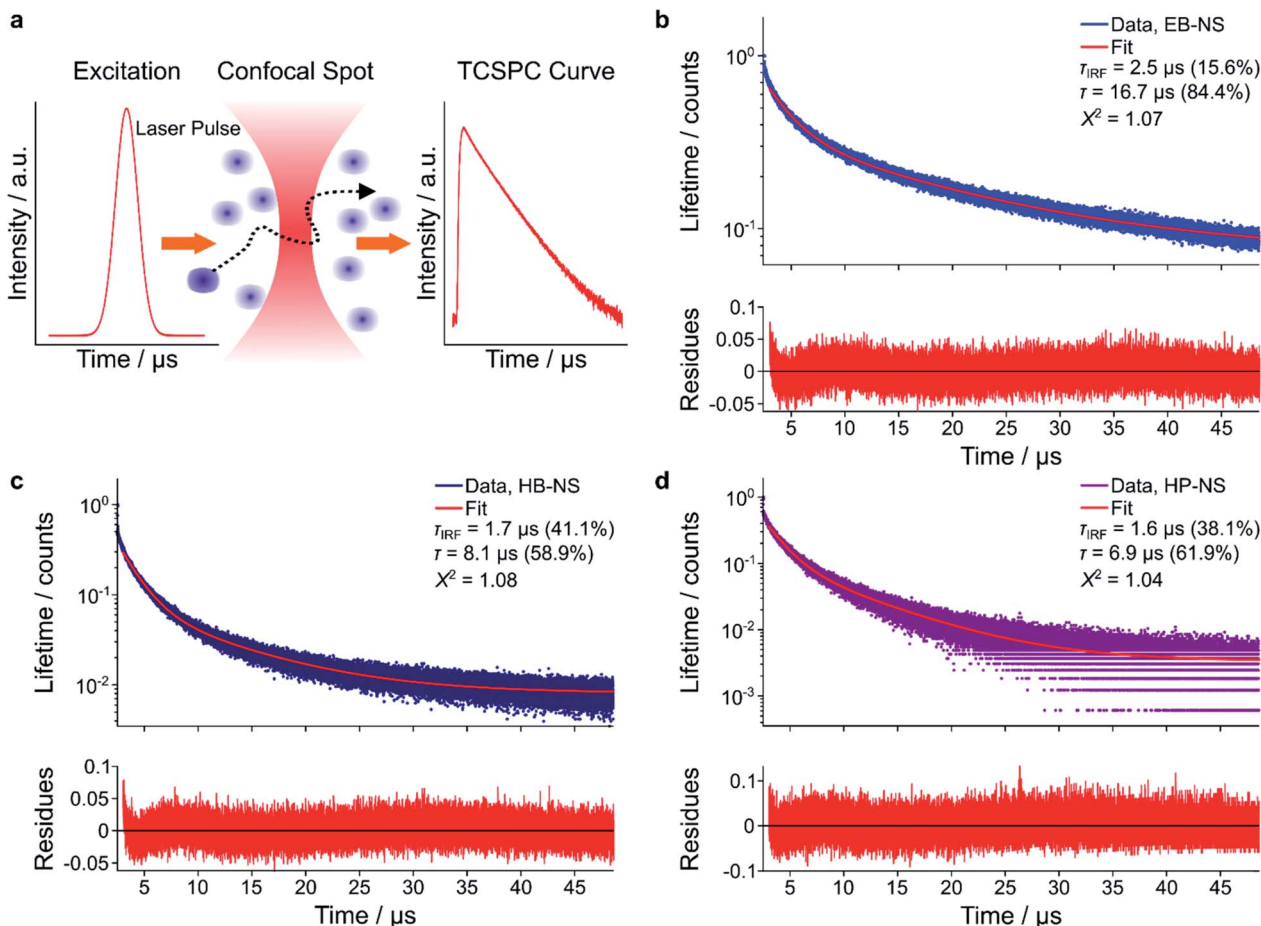 a
Excitation
Confocal Spot
TCSPC Curve
Laser Pulse
Intensity / a.u.
Time / µs
Intensity / a.u.
Time / µs
b
Data, EB-NS
Fit
τIRF = 2.5 µs (15.6%)
τ = 16.7 µs (84.4%)
X² = 1.07
Lifetime / counts
10⁰
10⁻¹
Residues
0.1
0.05
0
-0.05
5 10 15 20 25 30 35 40 45
Time / µs
c
Data, HB-NS
Fit
τIRF = 1.7 µs (41.1%)
τ = 8.1 µs (58.9%)
X² = 1.08
Lifetime / counts
10⁰
10⁻¹
10⁻²
Residues
0.1
0.05
0
-0.05
5 10 15 20 25 30 35 40 45
Time / µs
d
Data, HP-NS
Fit
τIRF = 1.6 µs (38.1%)
τ = 6.9 µs (61.9%)
X² = 1.04
Lifetime / counts
10⁰
10⁻¹
10⁻²
10⁻³
Residues
0.1
0
-0.1
5 10 15 20 25 30 35 40 45
Time / µs